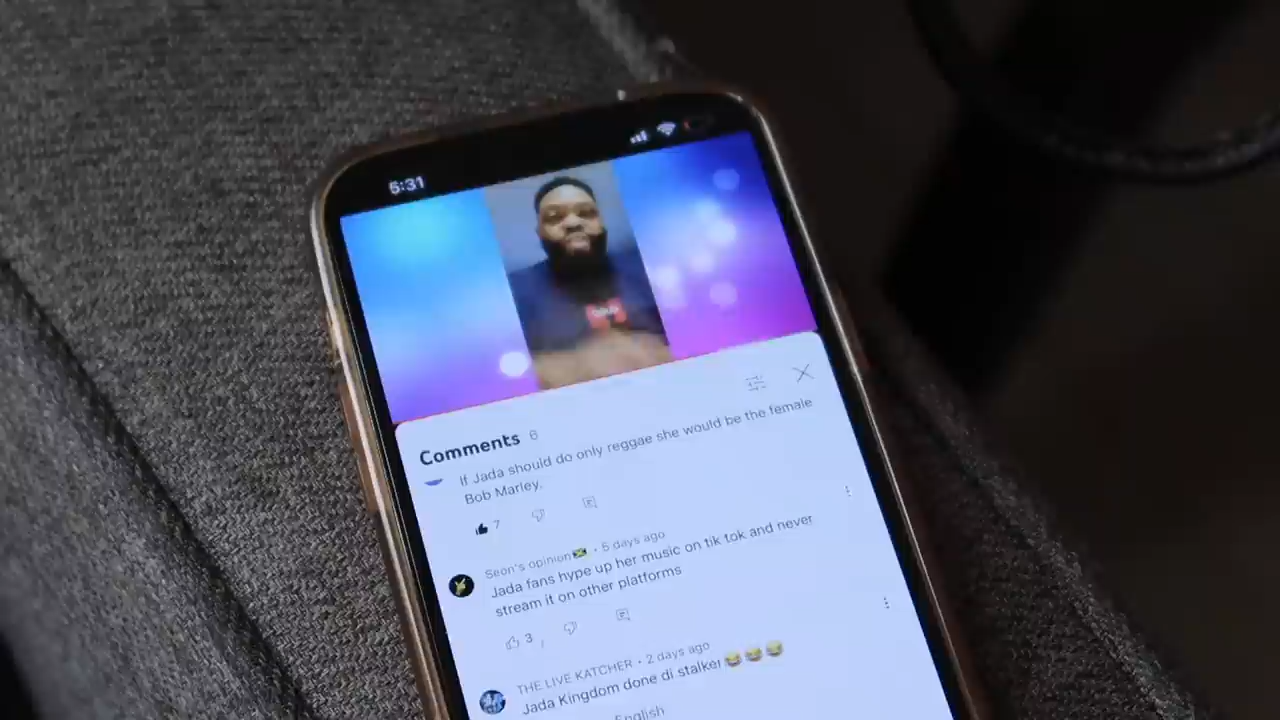 5:31
Comments 6
If Jada should do only reggae she would be the female
Bob Marley.
7
Seon's opinion🇯🇲 • 5 days ago
Jada fans hype up her music on tik tok and never
stream it on other platforms
3
THE LIVE KATCHER • 2 days ago
Jada Kingdom done di stalker 😂😂😂
English